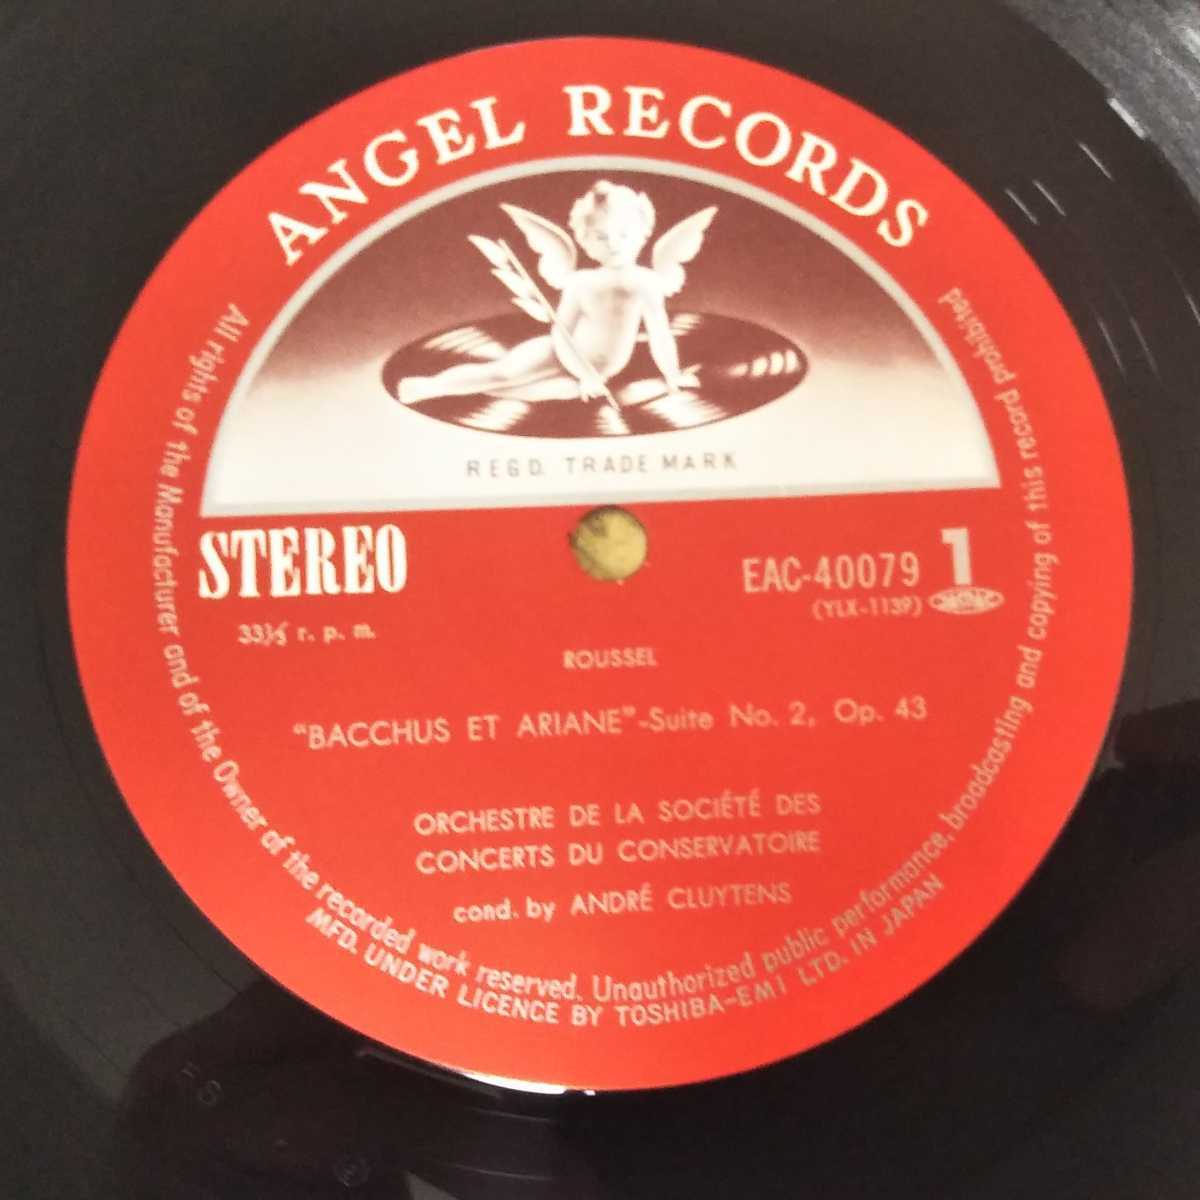 ANGEL RECORDS
REGD. TRADE MARK
STEREO
33⅓ r. p. m.
EAC-40079 1
(YLX-1139)
ROUSSEL
"BACCHUS ET ARIANE"-Suite No. 2, Op. 43
ORCHESTRE DE LA SOCIÉTÉ DES
CONCERTS DU CONSERVATOIRE
cond. by ANDRÉ CLUYTENS
All rights of the Manufacturer and of the Owner of the recorded work reserved. Unauthorized public performance, broadcasting and copying of this record prohibited
MFD. UNDER LICENCE BY TOSHIBA-EMI LTD. IN JAPAN